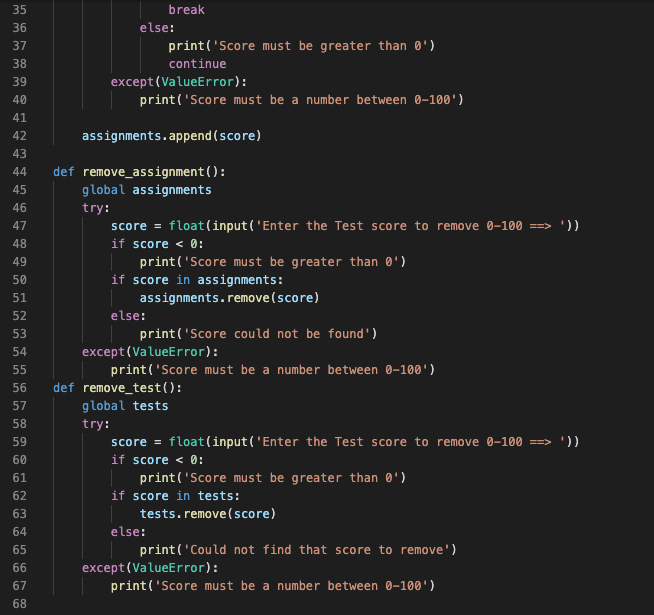 35 break
36 else:
37 print('Score must be greater than 0')
38 continue
39 except(ValueError):
40 print('Score must be a number between 0-100')
41
42 assignments.append(score)
43
44 def remove_assignment():
45 global assignments
46 try:
47 score = float(input('Enter the Test score to remove 0-100 ==> '))
48 if score < 0:
49 print('Score must be greater than 0')
50 if score in assignments:
51 assignments.remove(score)
52 else:
53 print('Score could not be found')
54 except(ValueError):
55 print('Score must be a number between 0-100')
56 def remove_test():
57 global tests
58 try:
59 score = float(input('Enter the Test score to remove 0-100 ==> '))
60 if score < 0:
61 print('Score must be greater than 0')
62 if score in tests:
63 tests.remove(score)
64 else:
65 print('Could not find that score to remove')
66 except(ValueError):
67 print('Score must be a number between 0-100')
68